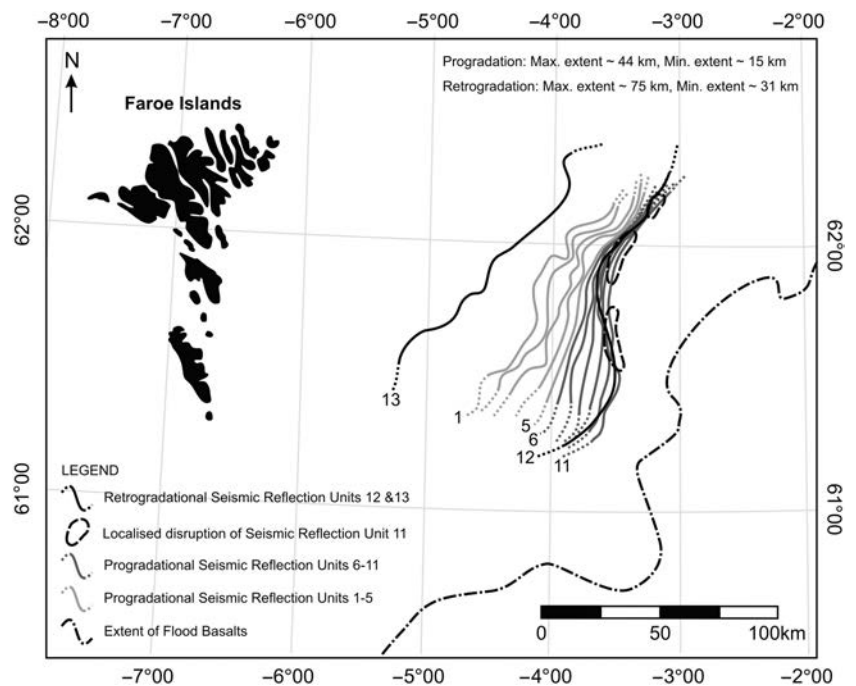 −8°00 −7°00 −6°00 −5°00 −4°00 −3°00 −2°00
N
Progradation: Max. extent ~ 44 km, Min. extent ~ 15 km
Retrogradation: Max. extent ~ 75 km, Min. extent ~ 31 km
Faroe Islands
62°00
62°00
13
1
5
6
12
11
61°00
61°00
LEGEND
Retrogradational Seismic Reflection Units 12 &13
Localised disruption of Seismic Reflection Unit 11
Progradational Seismic Reflection Units 6-11
Progradational Seismic Reflection Units 1-5
Extent of Flood Basalts
0 50 100km
−7°00 −6°00 −5°00 −4°00 −3°00 −2°00